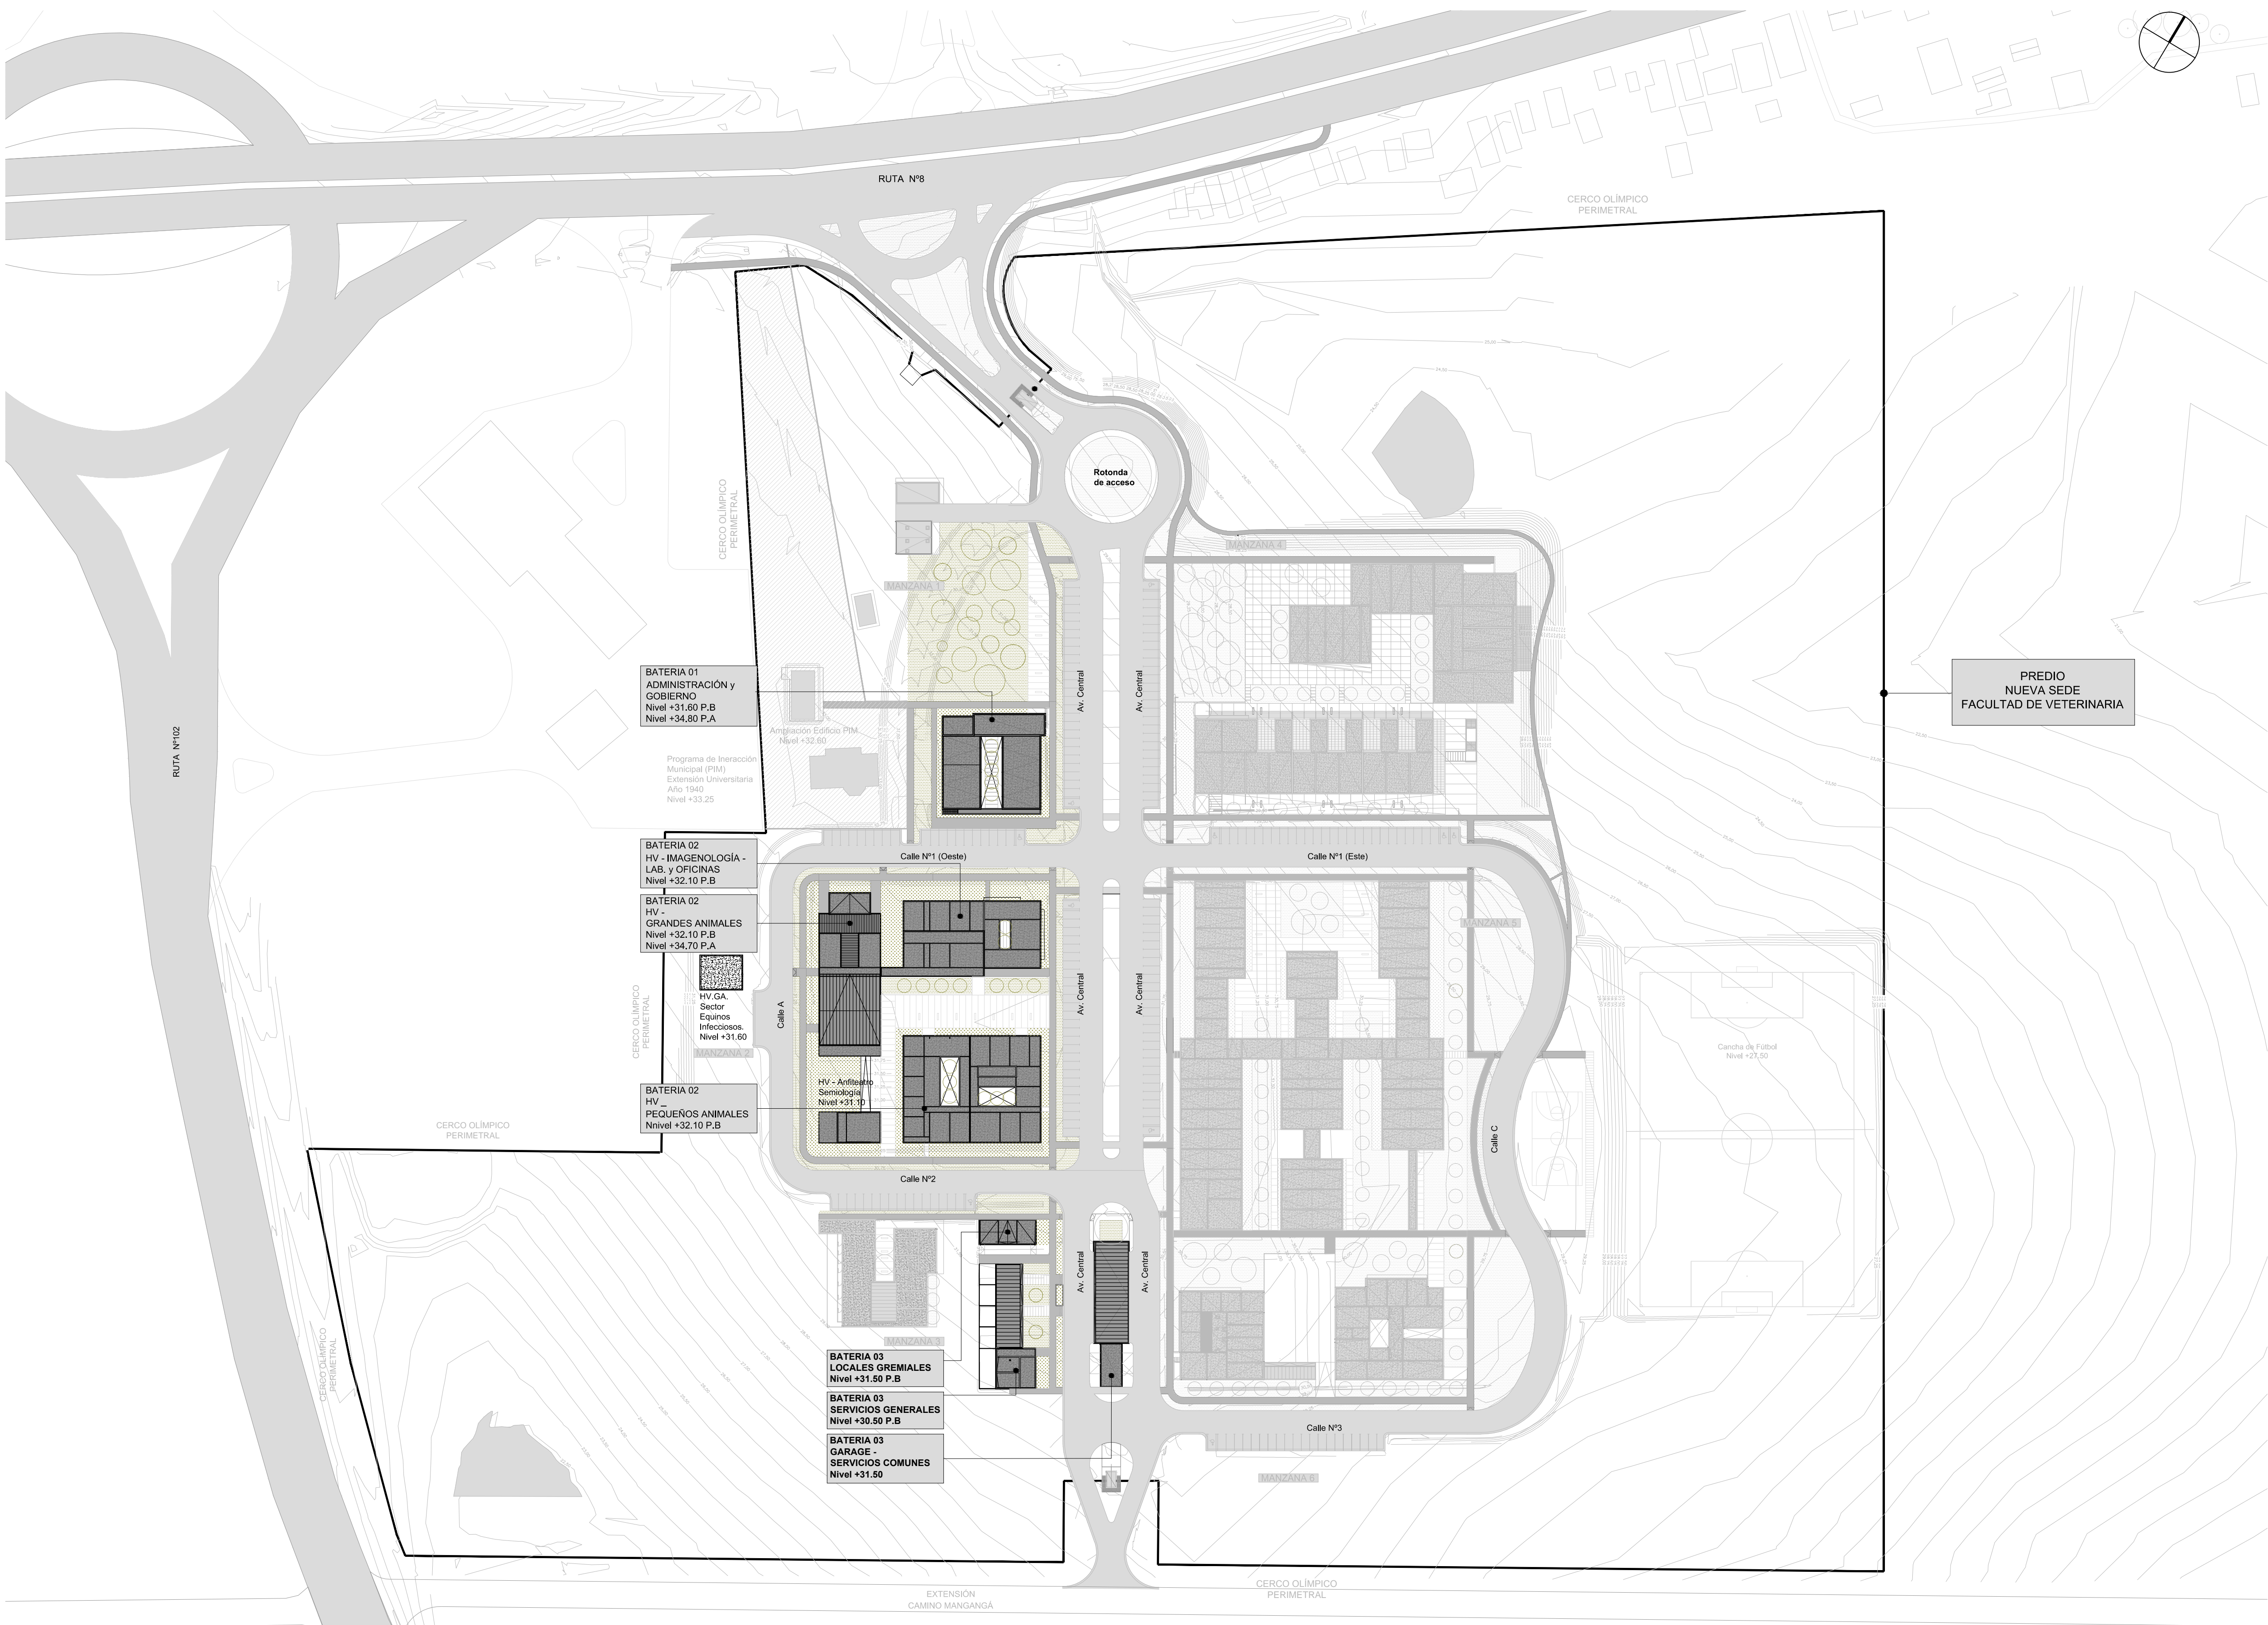 RUTA Nº8
CERCO OLÍMPICO
PERIMETRAL
Rotonda
de acceso
CERCO OLÍMPICO
PERIMETRAL
MANZANA 4
MANZANA 1
BATERIA 01
ADMINISTRACIÓN y
GOBIERNO
Nivel +31.60 P.B
Nivel +34,80 P.A
Av. Central
Av. Central
PREDIO
NUEVA SEDE
FACULTAD DE VETERINARIA
RUTA Nº102
Ampliación Edificio PIM
Nivel +32.60
Programa de Ineracción
Municipal (PIM)
Extensión Universitaria
Año 1940
Nivel +33.25
BATERIA 02
HV - IMAGENOLOGÍA -
LAB. y OFICINAS
Nivel +32.10 P.B
Calle Nº1 (Oeste)
Calle Nº1 (Este)
BATERIA 02
HV -
GRANDES ANIMALES
Nivel +32.10 P.B
Nivel +34.70 P.A
MANZANA 5
HV.GA.
Sector
Equinos
Infecciosos.
Nivel +31.60
CERCO OLÍMPICO
PERIMETRAL
Calle A
Av. Central
Av. Central
MANZANA 2
Cancha de Fútbol
Nivel +27.50
HV - Anfiteatro
Semiología
Nivel +31.10
BATERIA 02
HV _
PEQUEÑOS ANIMALES
Nnivel +32.10 P.B
CERCO OLÍMPICO
PERIMETRAL
Calle C
Calle Nº2
Av. Central
Av. Central
CERCO OLÍMPICO
PERIMETRAL
MANZANA 3
BATERIA 03
LOCALES GREMIALES
Nivel +31.50 P.B
BATERIA 03
SERVICIOS GENERALES
Nivel +30.50 P.B
BATERIA 03
GARAGE -
SERVICIOS COMUNES
Nivel +31.50
Calle Nº3
MANZANA 6
CERCO OLÍMPICO
PERIMETRAL
EXTENSIÓN
CAMINO MANGANGÁ